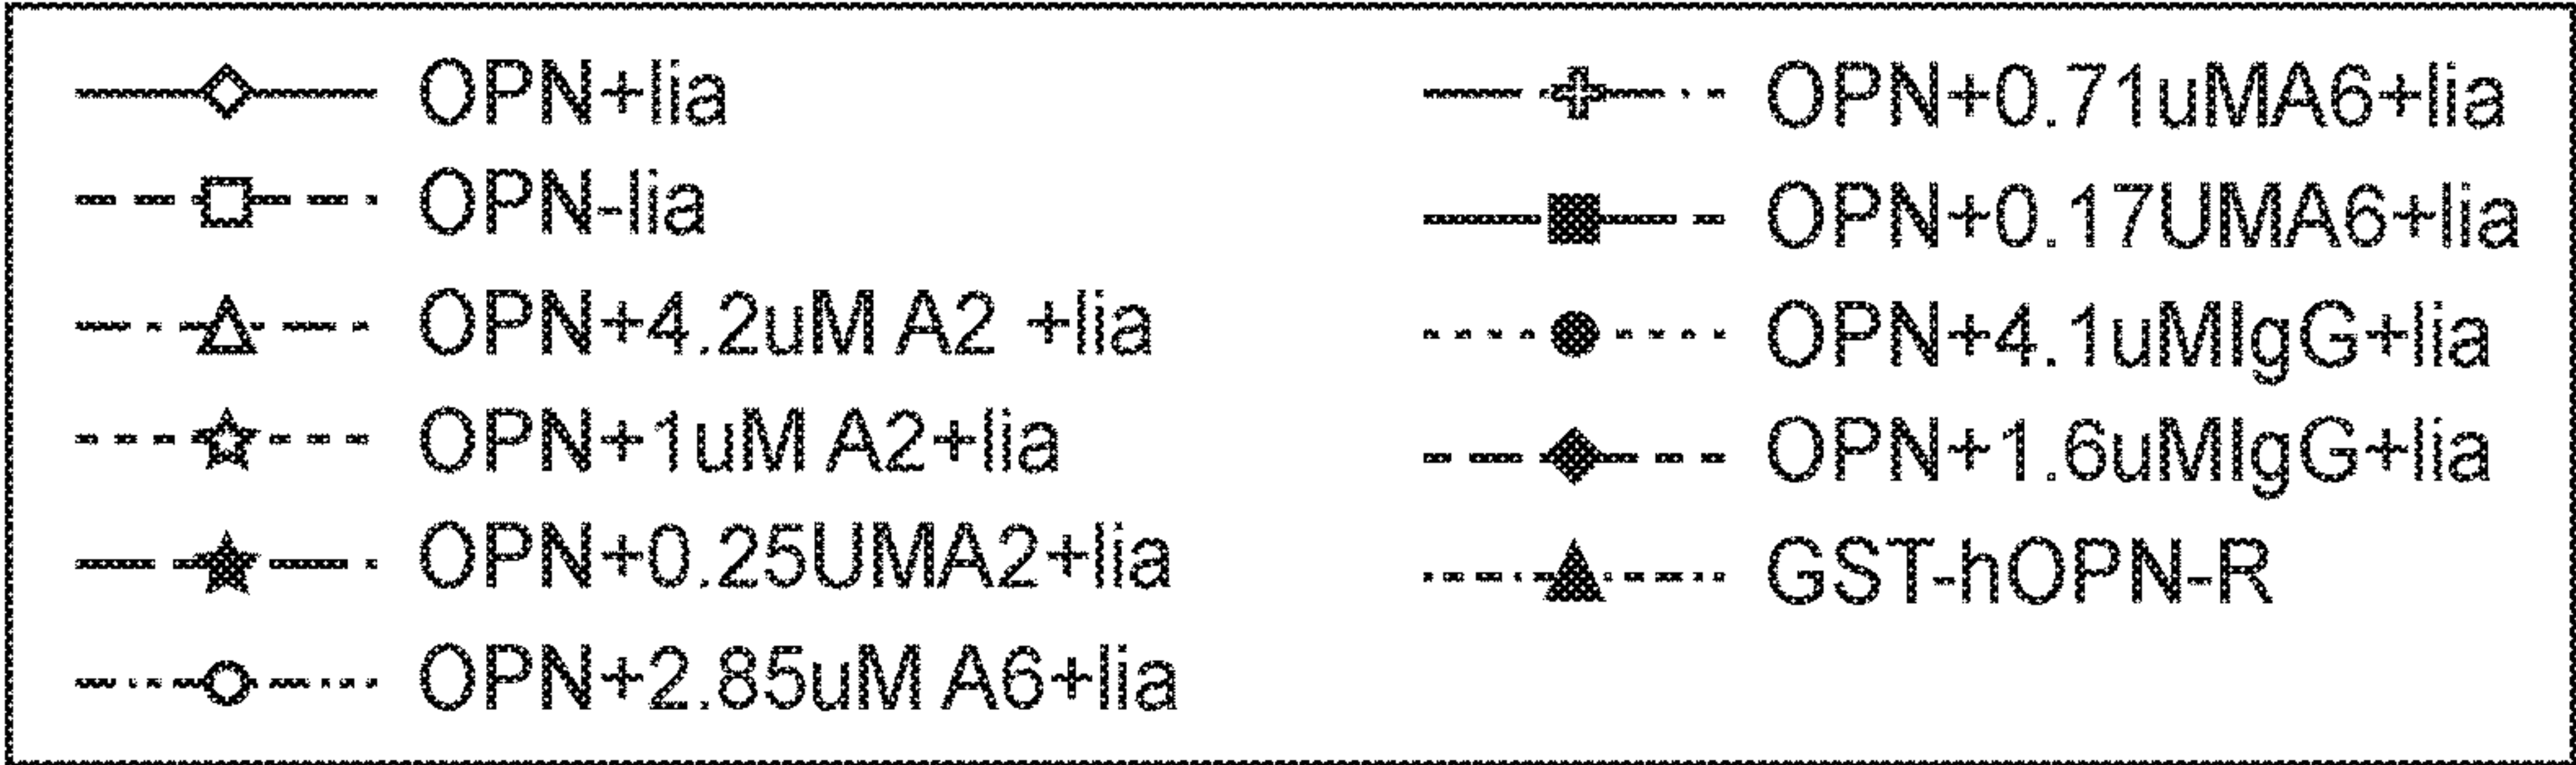 OPN+lia
OPN-lia
OPN+4.2uM A2 +lia
OPN+1uM A2+lia
OPN+0.25UMA2+lia
OPN+2.85uM A6+lia
OPN+0.71uMA6+lia
OPN+0.17UMA6+lia
OPN+4.1uMIgG+lia
OPN+1.6uMIgG+lia
GST-hOPN-R